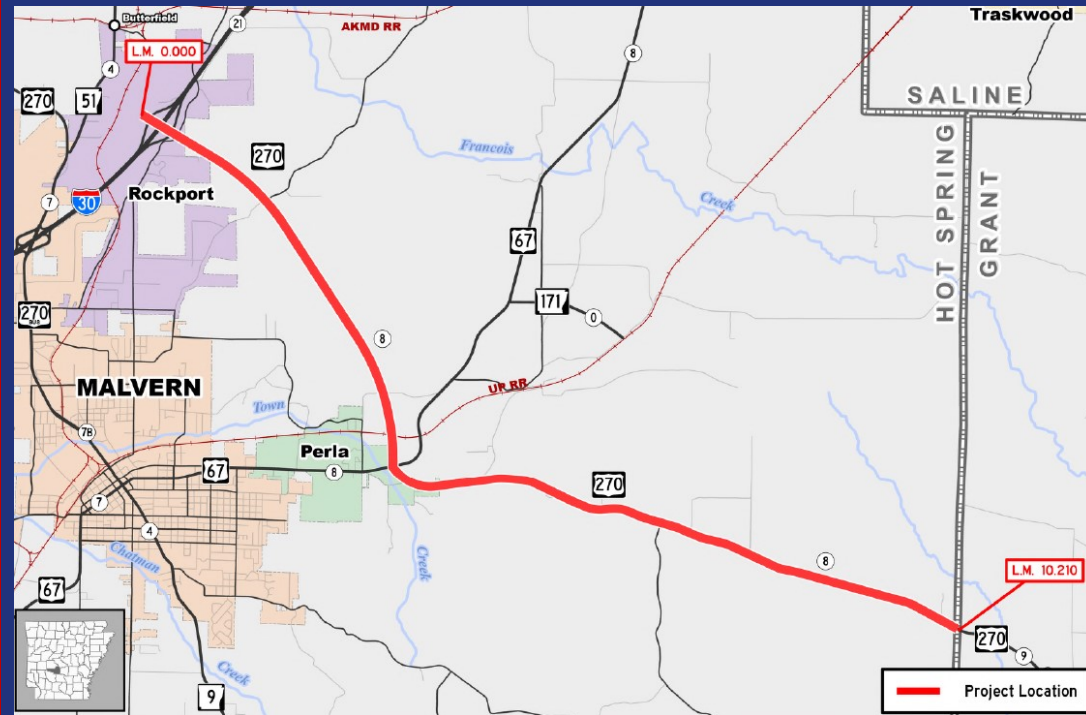 Butterfield
L.M. 0.000
21
AKMD RR
8
Traskwood
4
270
51
270
SALINE
Francois
HOT SPRING
GRANT
7
30
Rockport
Creek
67
171
0
270
BUS
8
MALVERN
UP RR
Town
78
Perla
67
8
270
7
4
8
Chatman
Creek
L.M. 10.210
67
270
9
Creek
9
Project Location